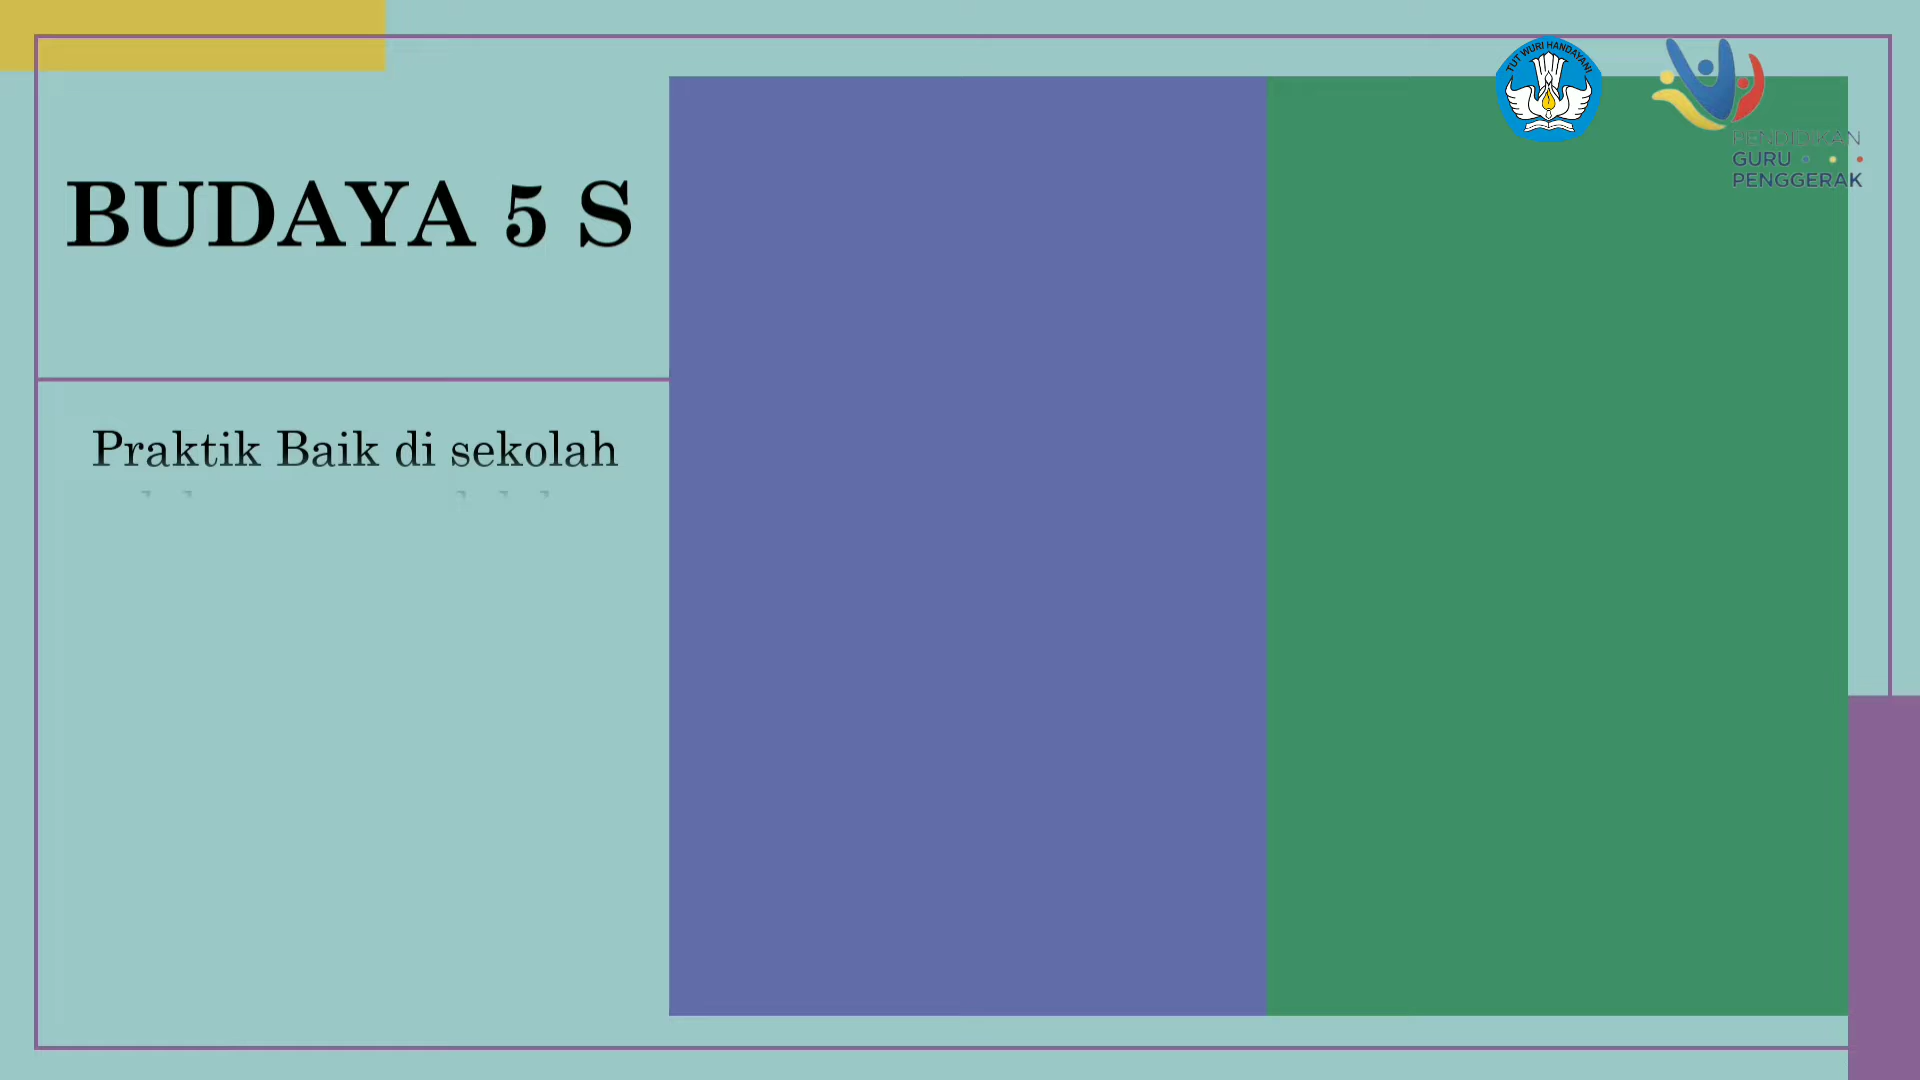 TUT WURI HANDAYANI
PENDIDIKAN
GURU
PENGGERAK
BUDAYA 5 S
Praktik Baik di sekolah